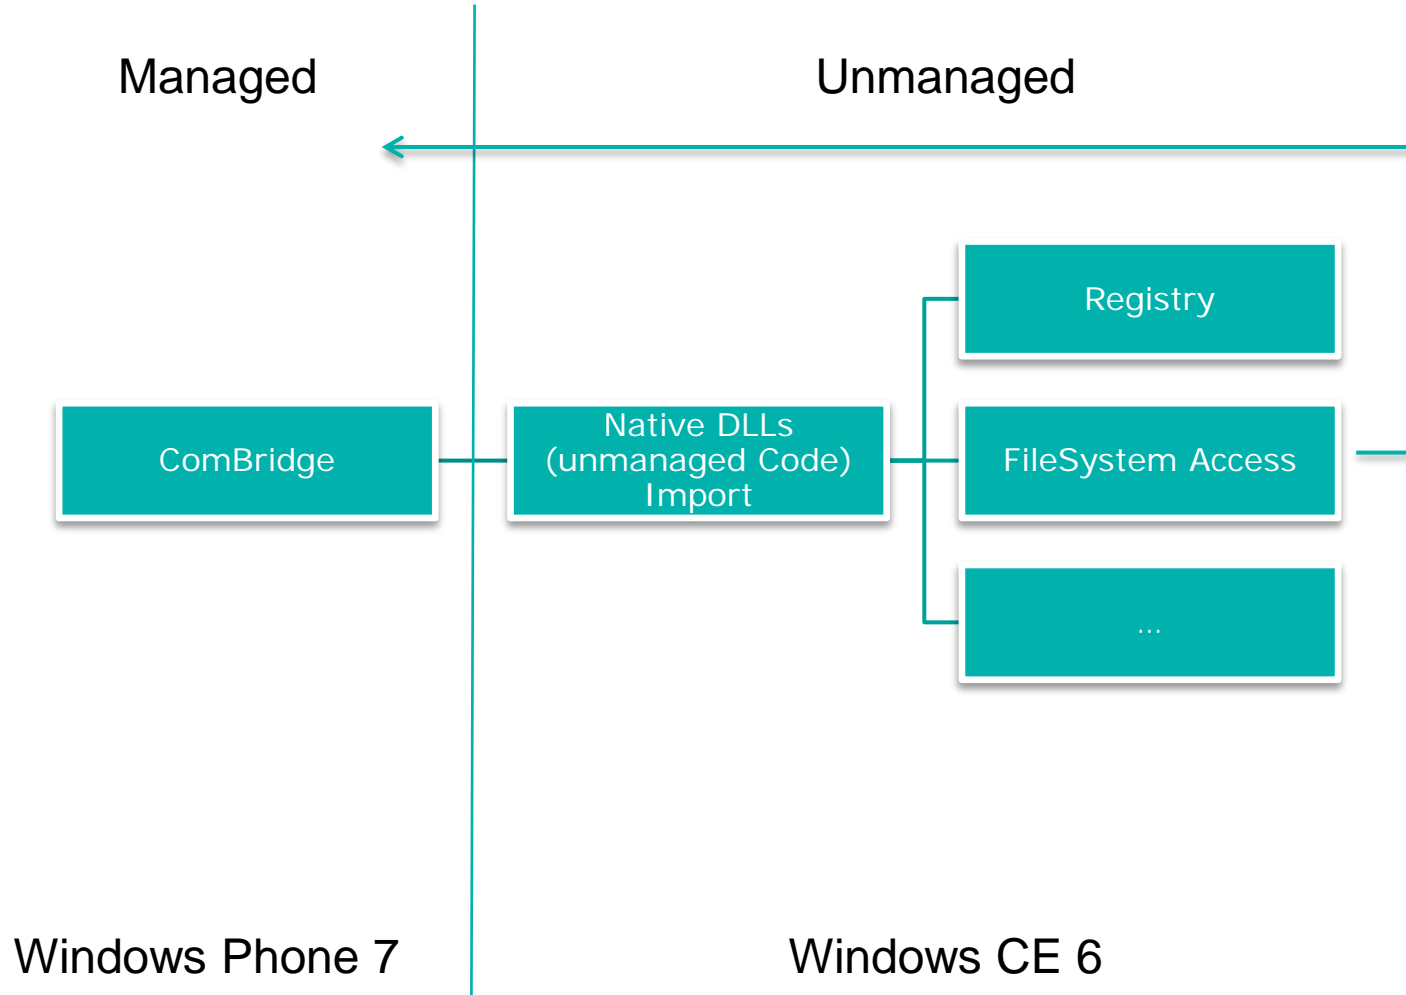 Managed
Unmanaged
Registry
ComBridge
Native DLLs
(unmanaged Code)
Import
FileSystem Access
...
Windows Phone 7
Windows CE 6